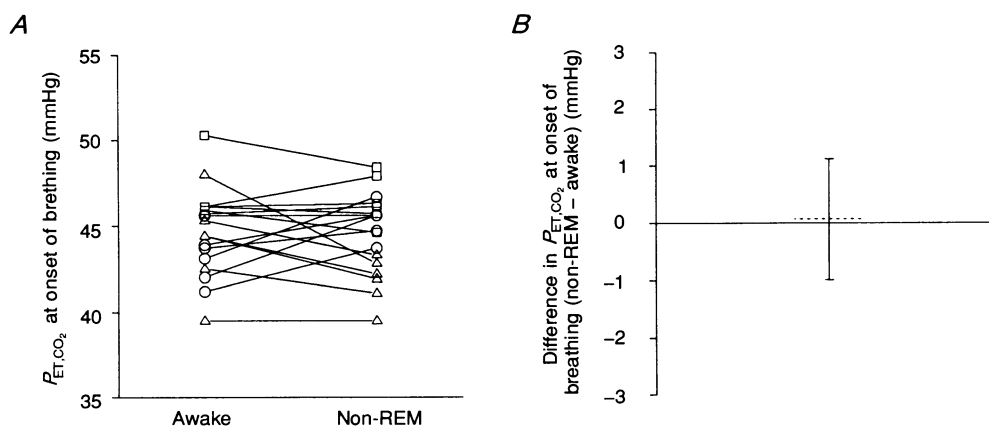 A
P_ET,CO₂ at onset of brething (mmHg)
55
50
45
40
35
Awake
Non-REM
B
Difference in P_ET,CO₂ at onset of
breathing (non-REM – awake) (mmHg)
3
2
1
0
–1
–2
–3